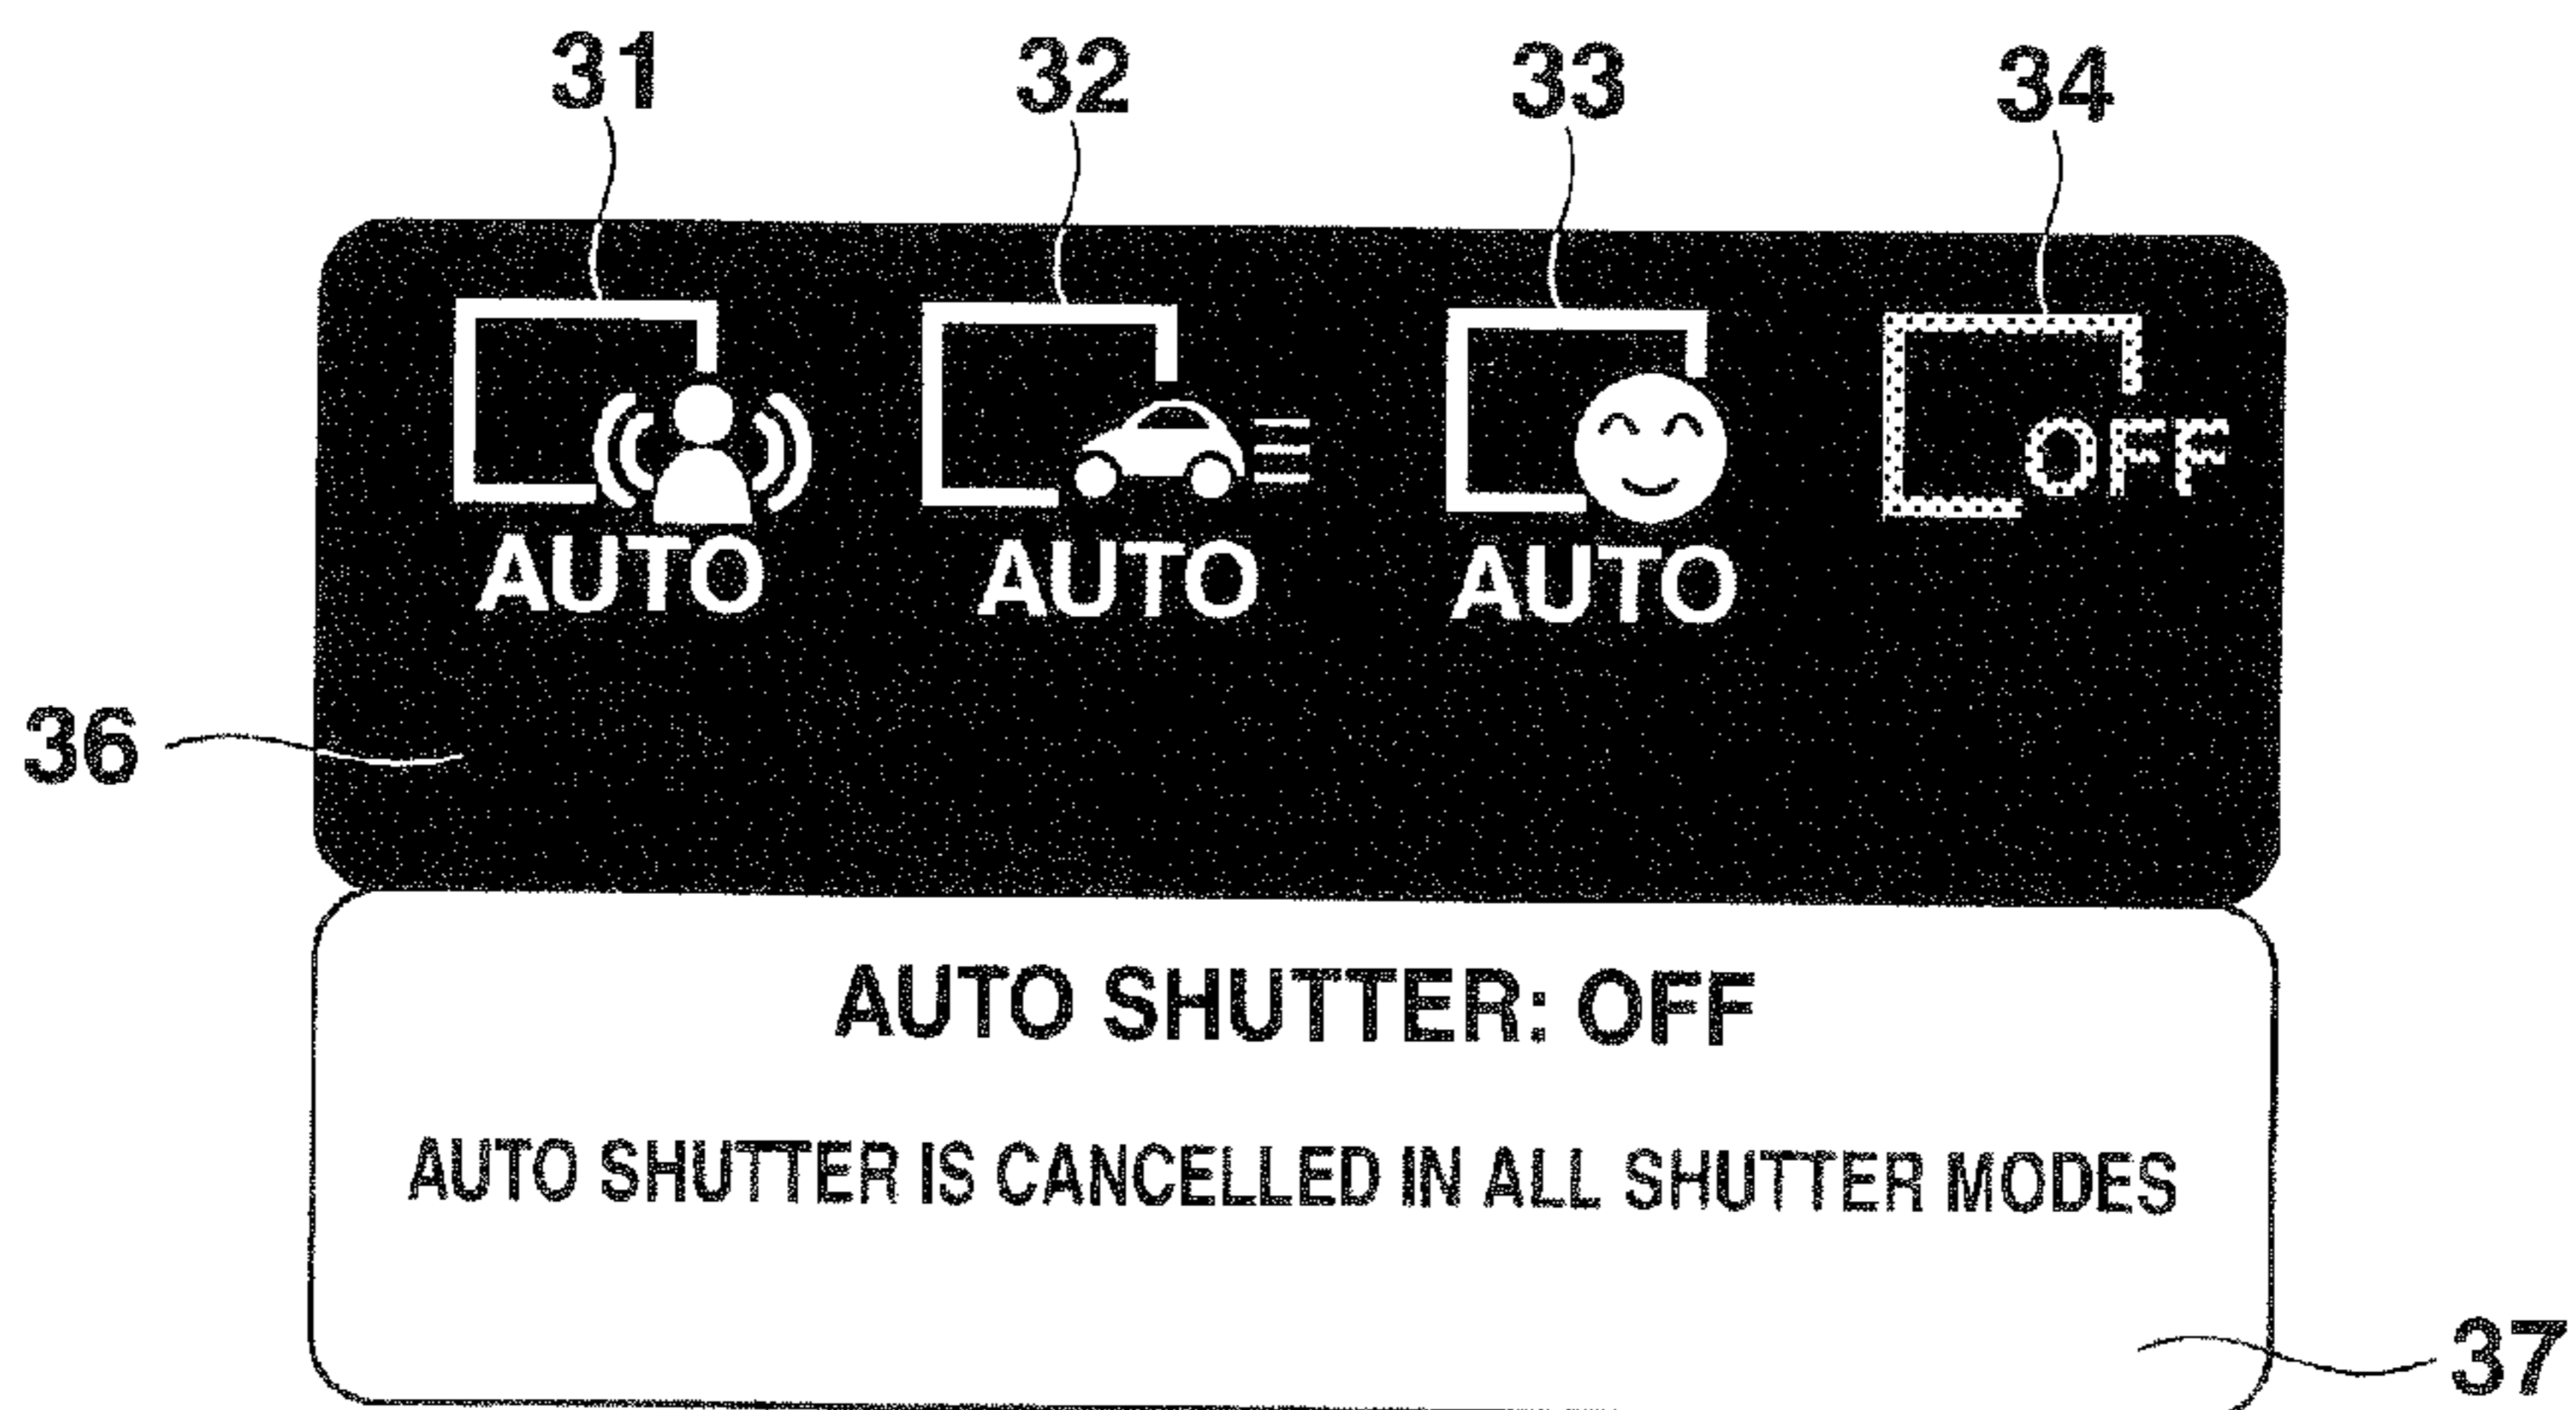 31 32 33 34
OFF
AUTO AUTO AUTO
36
AUTO SHUTTER: OFF
AUTO SHUTTER IS CANCELLED IN ALL SHUTTER MODES
37